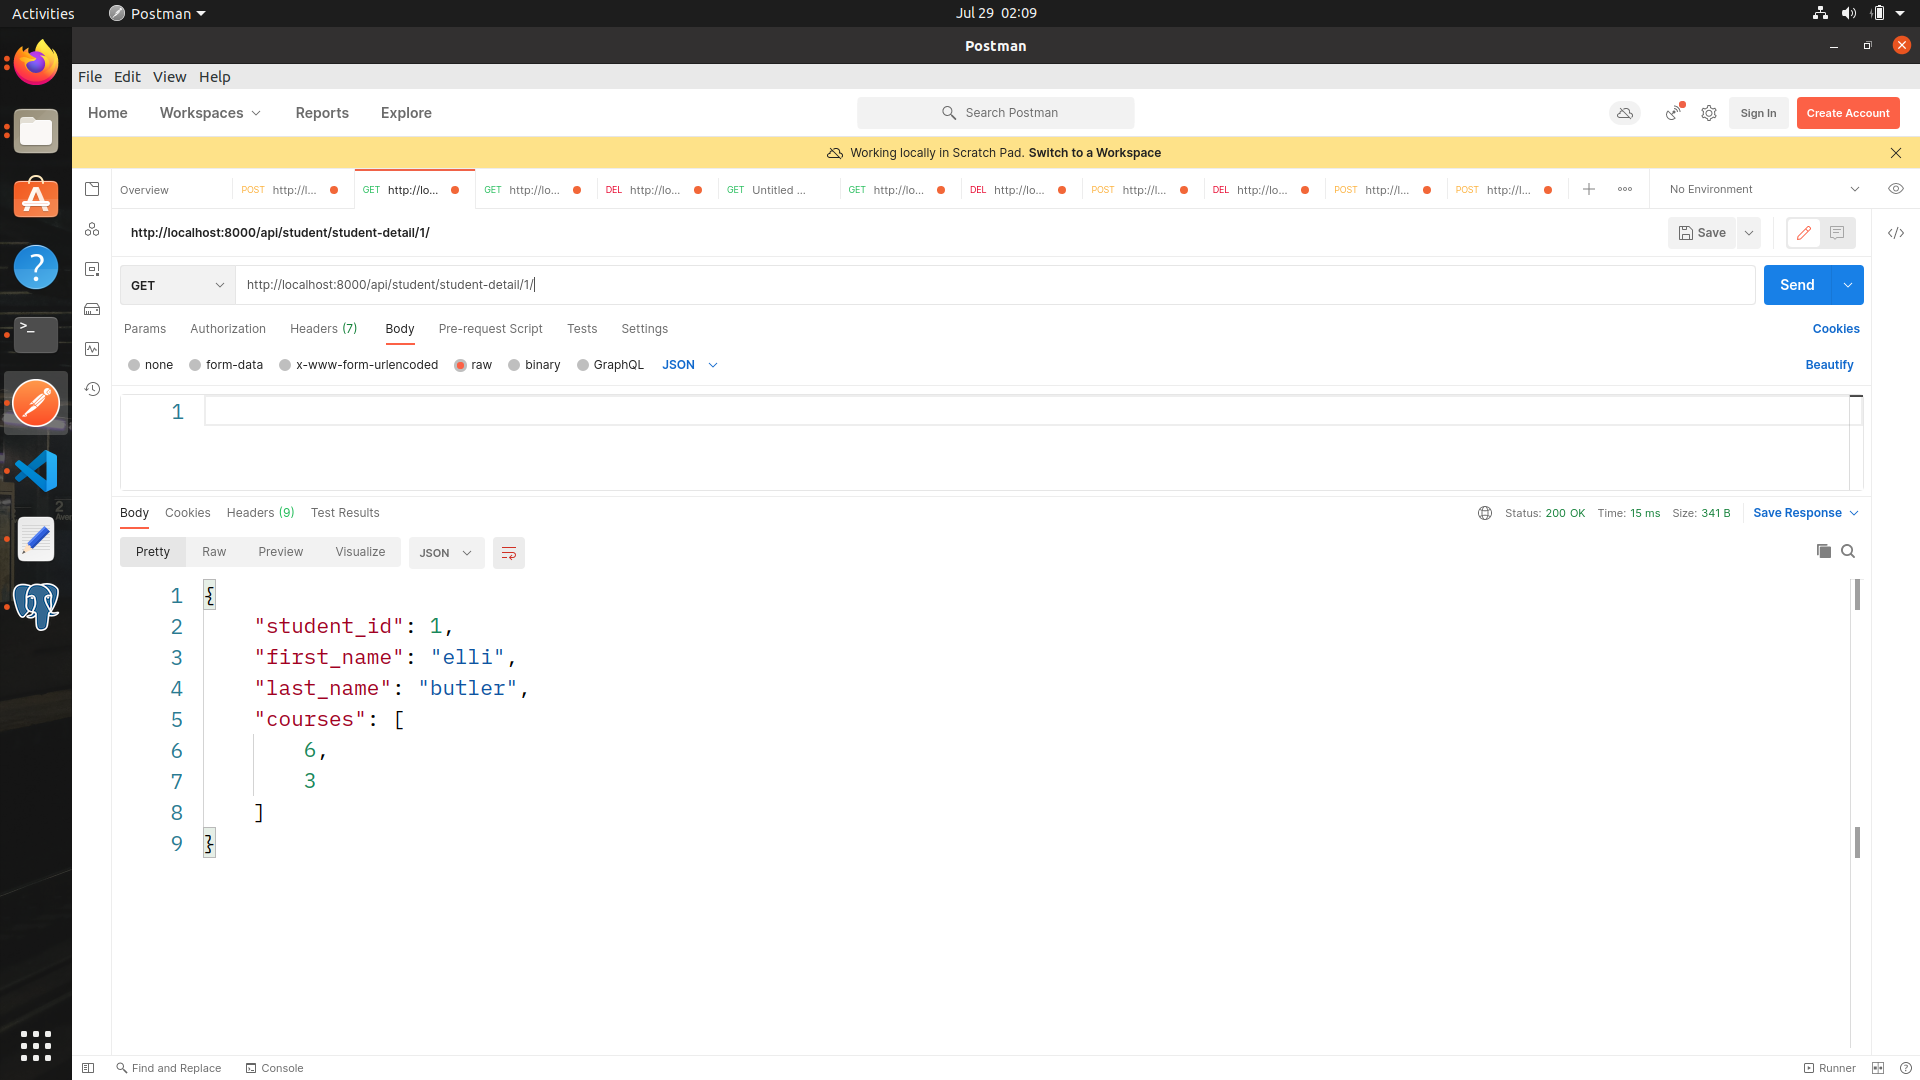 Activities Postman Jul 29 02:09
Postman
File Edit View Help
Home Workspaces Reports Explore Search Postman Sign In Create Account
Working locally in Scratch Pad. Switch to a Workspace
Overview POST http://l... GET http://lo... GET http://lo... DEL http://lo... GET Untitled ... GET http://lo... DEL http://lo... POST http://l... DEL http://lo... POST http://l... POST http://l... No Environment
http://localhost:8000/api/student/student-detail/1/ Save
GET http://localhost:8000/api/student/student-detail/1/ Send
Params Authorization Headers (7) Body Pre-request Script Tests Settings Cookies
none form-data x-www-form-urlencoded raw binary GraphQL JSON Beautify
1
Body Cookies Headers (9) Test Results Status: 200 OK Time: 15 ms Size: 341 B Save Response
Pretty Raw Preview Visualize JSON
1 {
2 "student_id": 1,
3 "first_name": "elli",
4 "last_name": "butler",
5 "courses": [
6 6,
7 3
8 ]
9 }
Find and Replace Console Runner